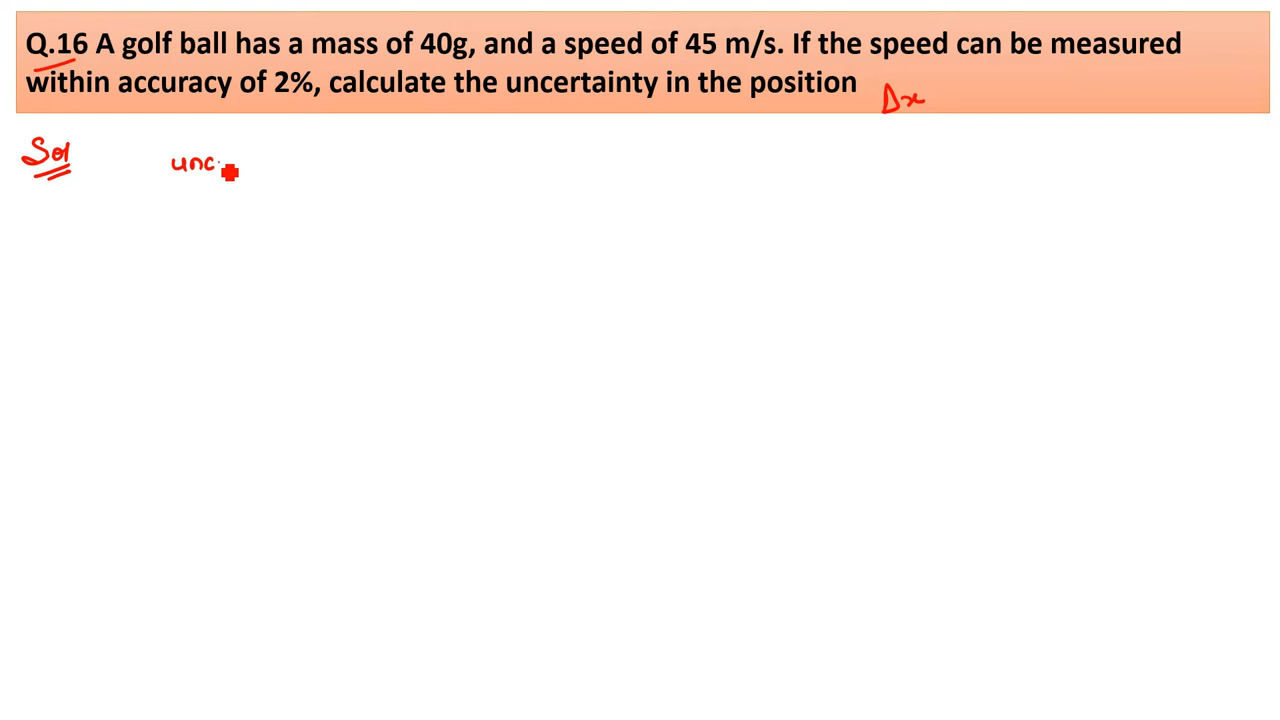 Q.16 A golf ball has a mass of 40g, and a speed of 45 m/s. If the speed can be measured
within accuracy of 2%, calculate the uncertainty in the position
Δx
Sol
unc